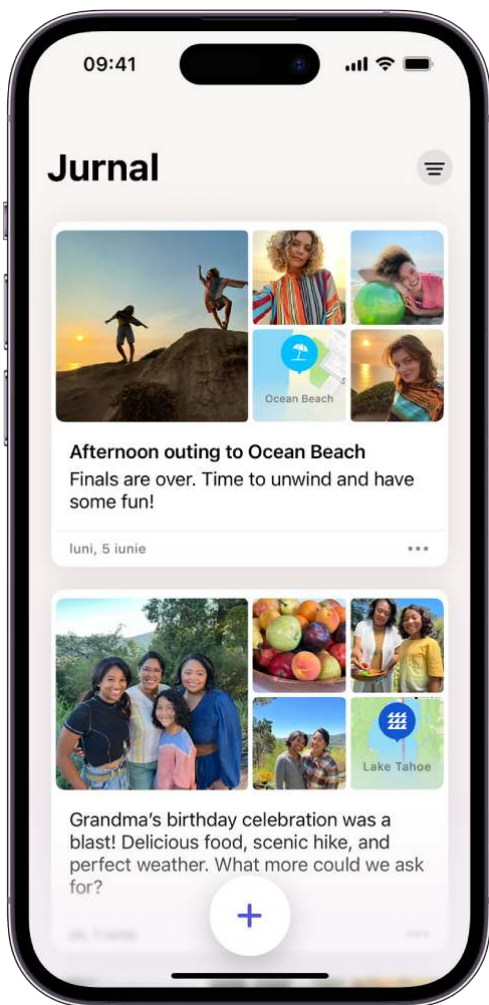 09:41
Jurnal
Ocean Beach
Afternoon outing to Ocean Beach
Finals are over. Time to unwind and have
some fun!
luni, 5 iunie
Lake Tahoe
Grandma's birthday celebration was a
blast! Delicious food, scenic hike, and
perfect weather. What more could we ask
for?